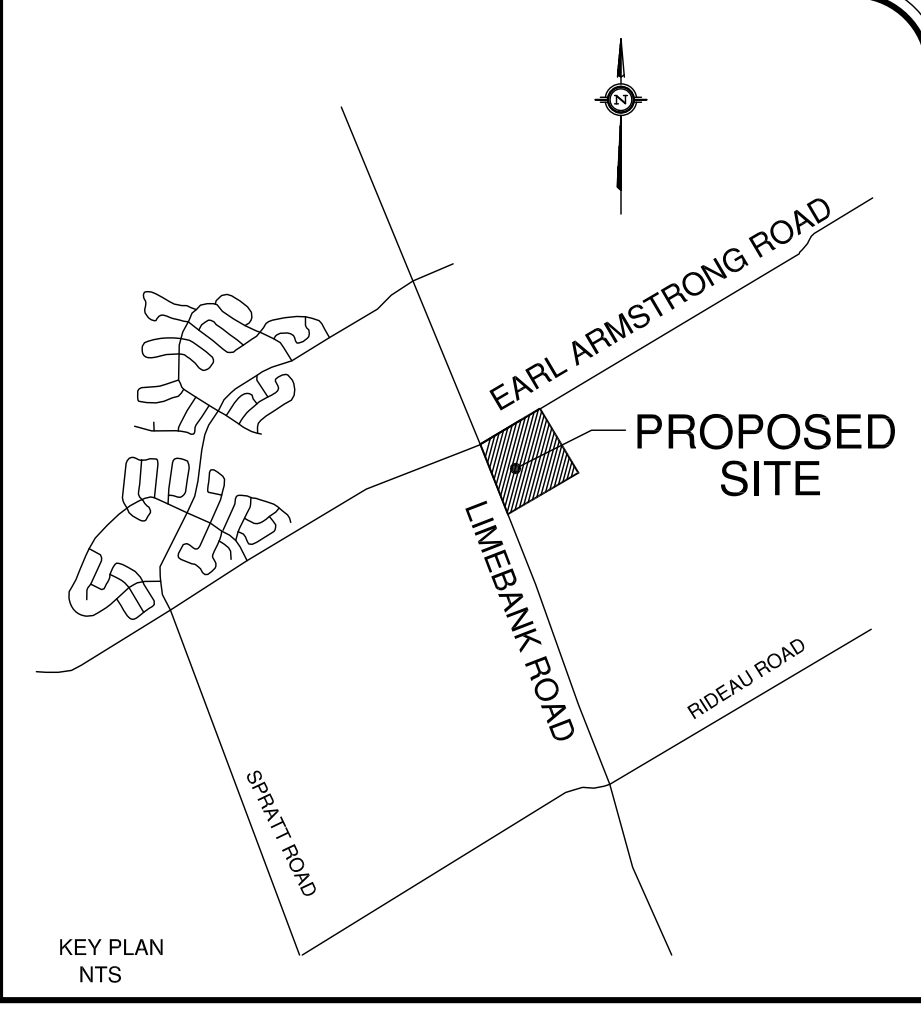 N
EARL ARMSTRONG ROAD
PROPOSED
SITE
LIMEBANK ROAD
RIDEAU ROAD
SPRATT ROAD
KEY PLAN
NTS